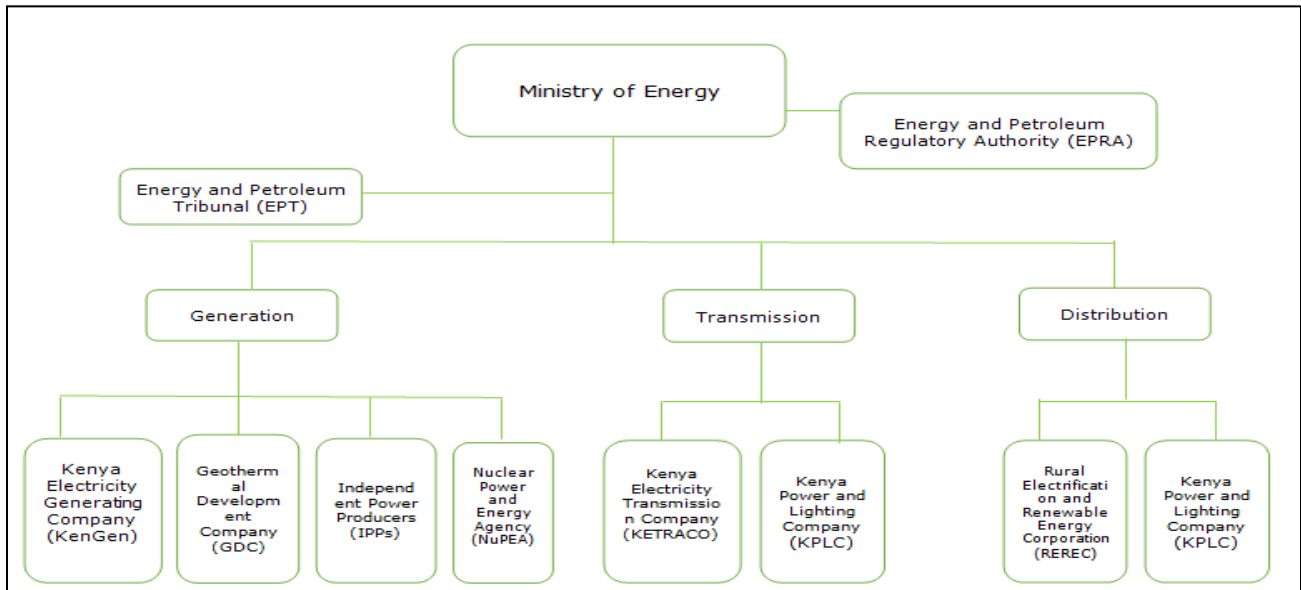 Ministry of Energy
Energy and Petroleum
Regulatory Authority (EPRA)
Energy and Petroleum
Tribunal (EPT)
Generation
Transmission
Distribution
Kenya
Electricity
Generating
Company
(KenGen)
Geotherm
al
Developm
ent
Company
(GDC)
Independ
ent Power
Producers
(IPPs)
Nuclear
Power
and
Energy
Agency
(NuPEA)
Kenya
Electricity
Transmissio
n Company
(KETRACO)
Kenya
Power and
Lighting
Company
(KPLC)
Rural
Electrificati
on and
Renewable
Energy
Corporation
(REREC)
Kenya
Power and
Lighting
Company
(KPLC)